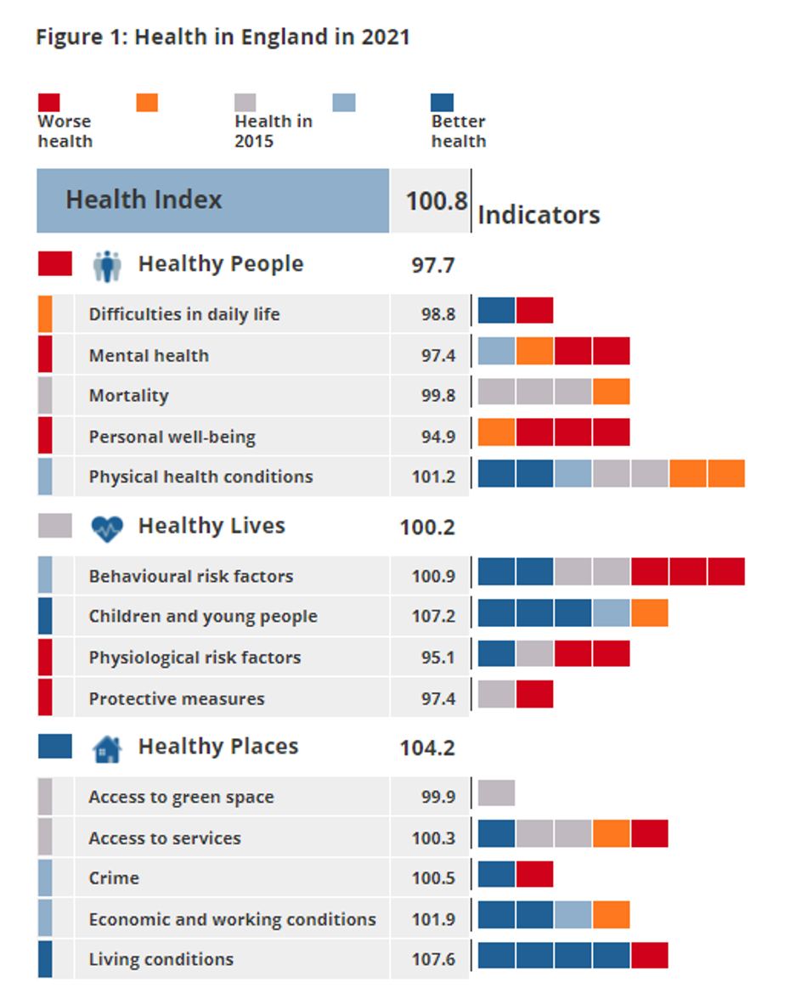 Figure 1: Health in England in 2021
Worse
health
Health in
2015
Better
health
Health Index 100.8 Indicators
Healthy People 97.7
Difficulties in daily life 98.8
Mental health 97.4
Mortality 99.8
Personal well-being 94.9
Physical health conditions 101.2
Healthy Lives 100.2
Behavioural risk factors 100.9
Children and young people 107.2
Physiological risk factors 95.1
Protective measures 97.4
Healthy Places 104.2
Access to green space 99.9
Access to services 100.3
Crime 100.5
Economic and working conditions 101.9
Living conditions 107.6